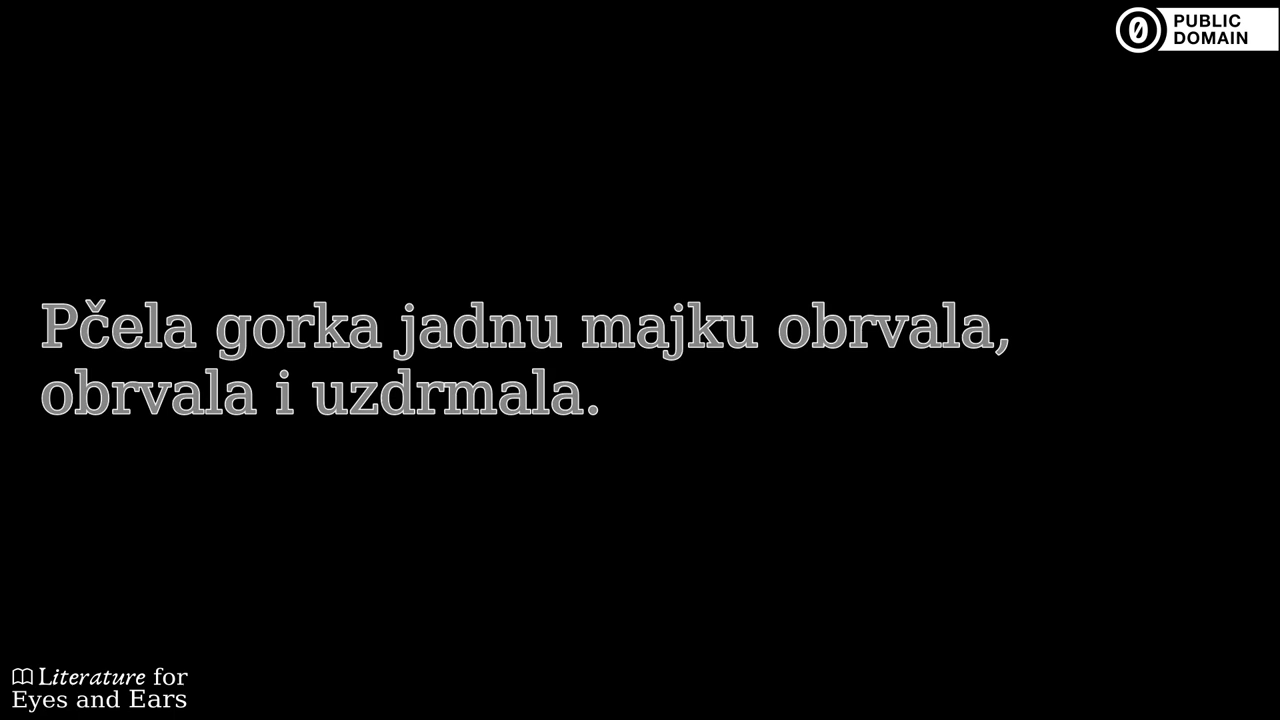 PUBLIC
DOMAIN
Pčela gorka jadnu majku obrvala,
obrvala i uzdrmala.
Literature for
Eyes and Ears